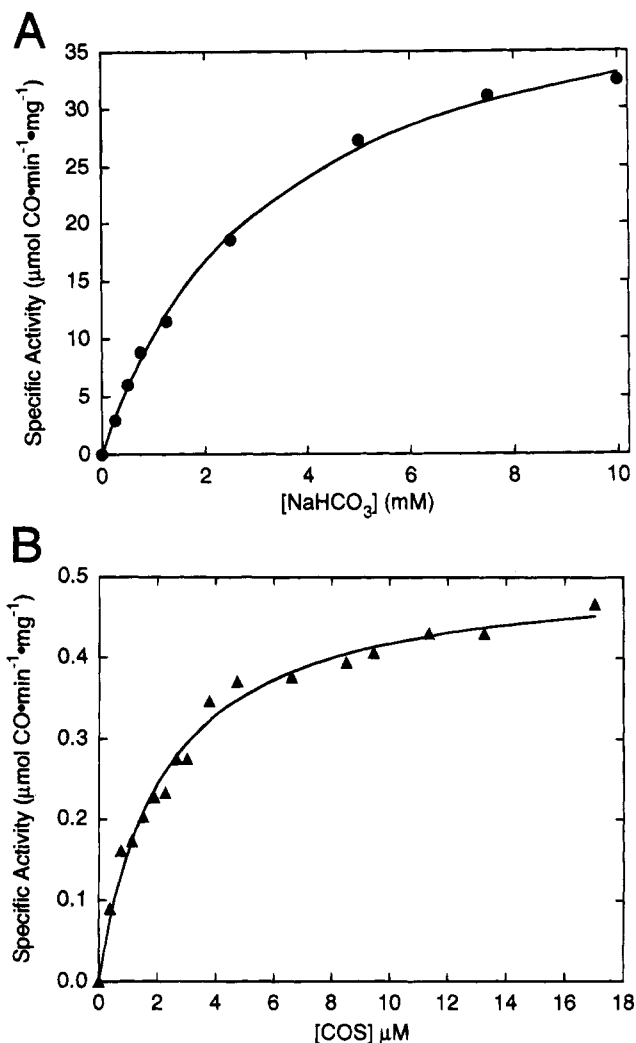 A
35
30
25
20
15
10
5
0
Specific Activity (μmol CO•min⁻¹•mg⁻¹)
0 2 4 6 8 10
[NaHCO₃] (mM)
B
0.5
0.4
0.3
0.2
0.1
0.0
Specific Activity (μmol CO•min⁻¹•mg⁻¹)
0 2 4 6 8 10 12 14 16 18
[COS] μM